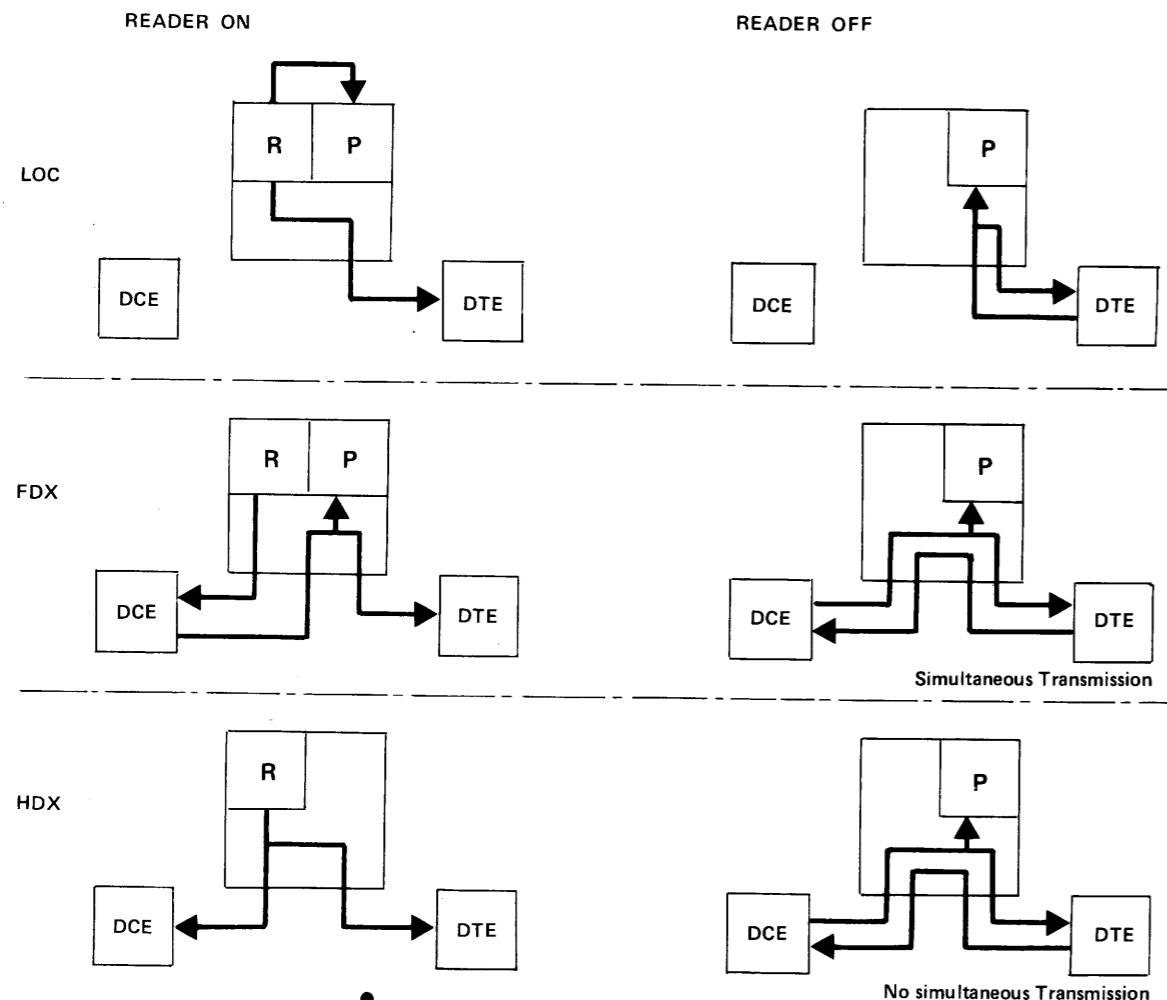 READER ON
READER OFF
LOC
R P
P
DCE
DTE
DCE
DTE
FDX
R P
P
DCE
DTE
DCE
DTE
Simultaneous Transmission
HDX
R
P
DCE
DTE
DCE
DTE
No simultaneous Transmission